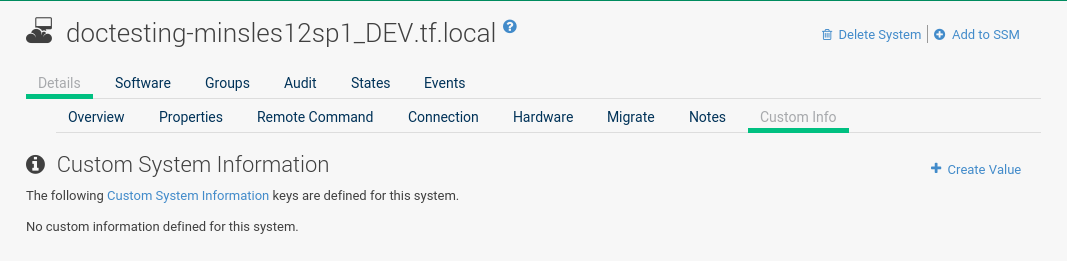 doctesting-minsles12sp1_DEV.tf.local ?
Delete System | Add to SSM
Details Software Groups Audit States Events
Overview Properties Remote Command Connection Hardware Migrate Notes Custom Info
Custom System Information
+ Create Value
The following Custom System Information keys are defined for this system.
No custom information defined for this system.